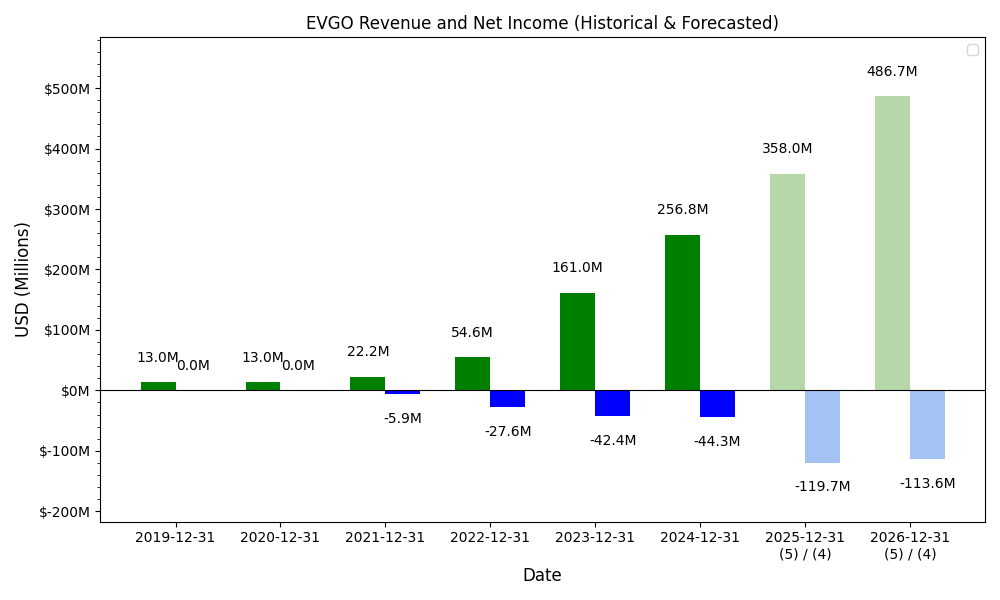 EVGO Revenue and Net Income (Historical & Forecasted)
USD (Millions)
$500M
$400M
$300M
$200M
$100M
$0M
$-100M
$-200M
13.0M
0.0M
13.0M
0.0M
22.2M
-5.9M
54.6M
-27.6M
161.0M
-42.4M
256.8M
-44.3M
358.0M
-119.7M
486.7M
-113.6M
2019-12-31
2020-12-31
2021-12-31
2022-12-31
2023-12-31
2024-12-31
2025-12-31
(5) / (4)
2026-12-31
(5) / (4)
Date